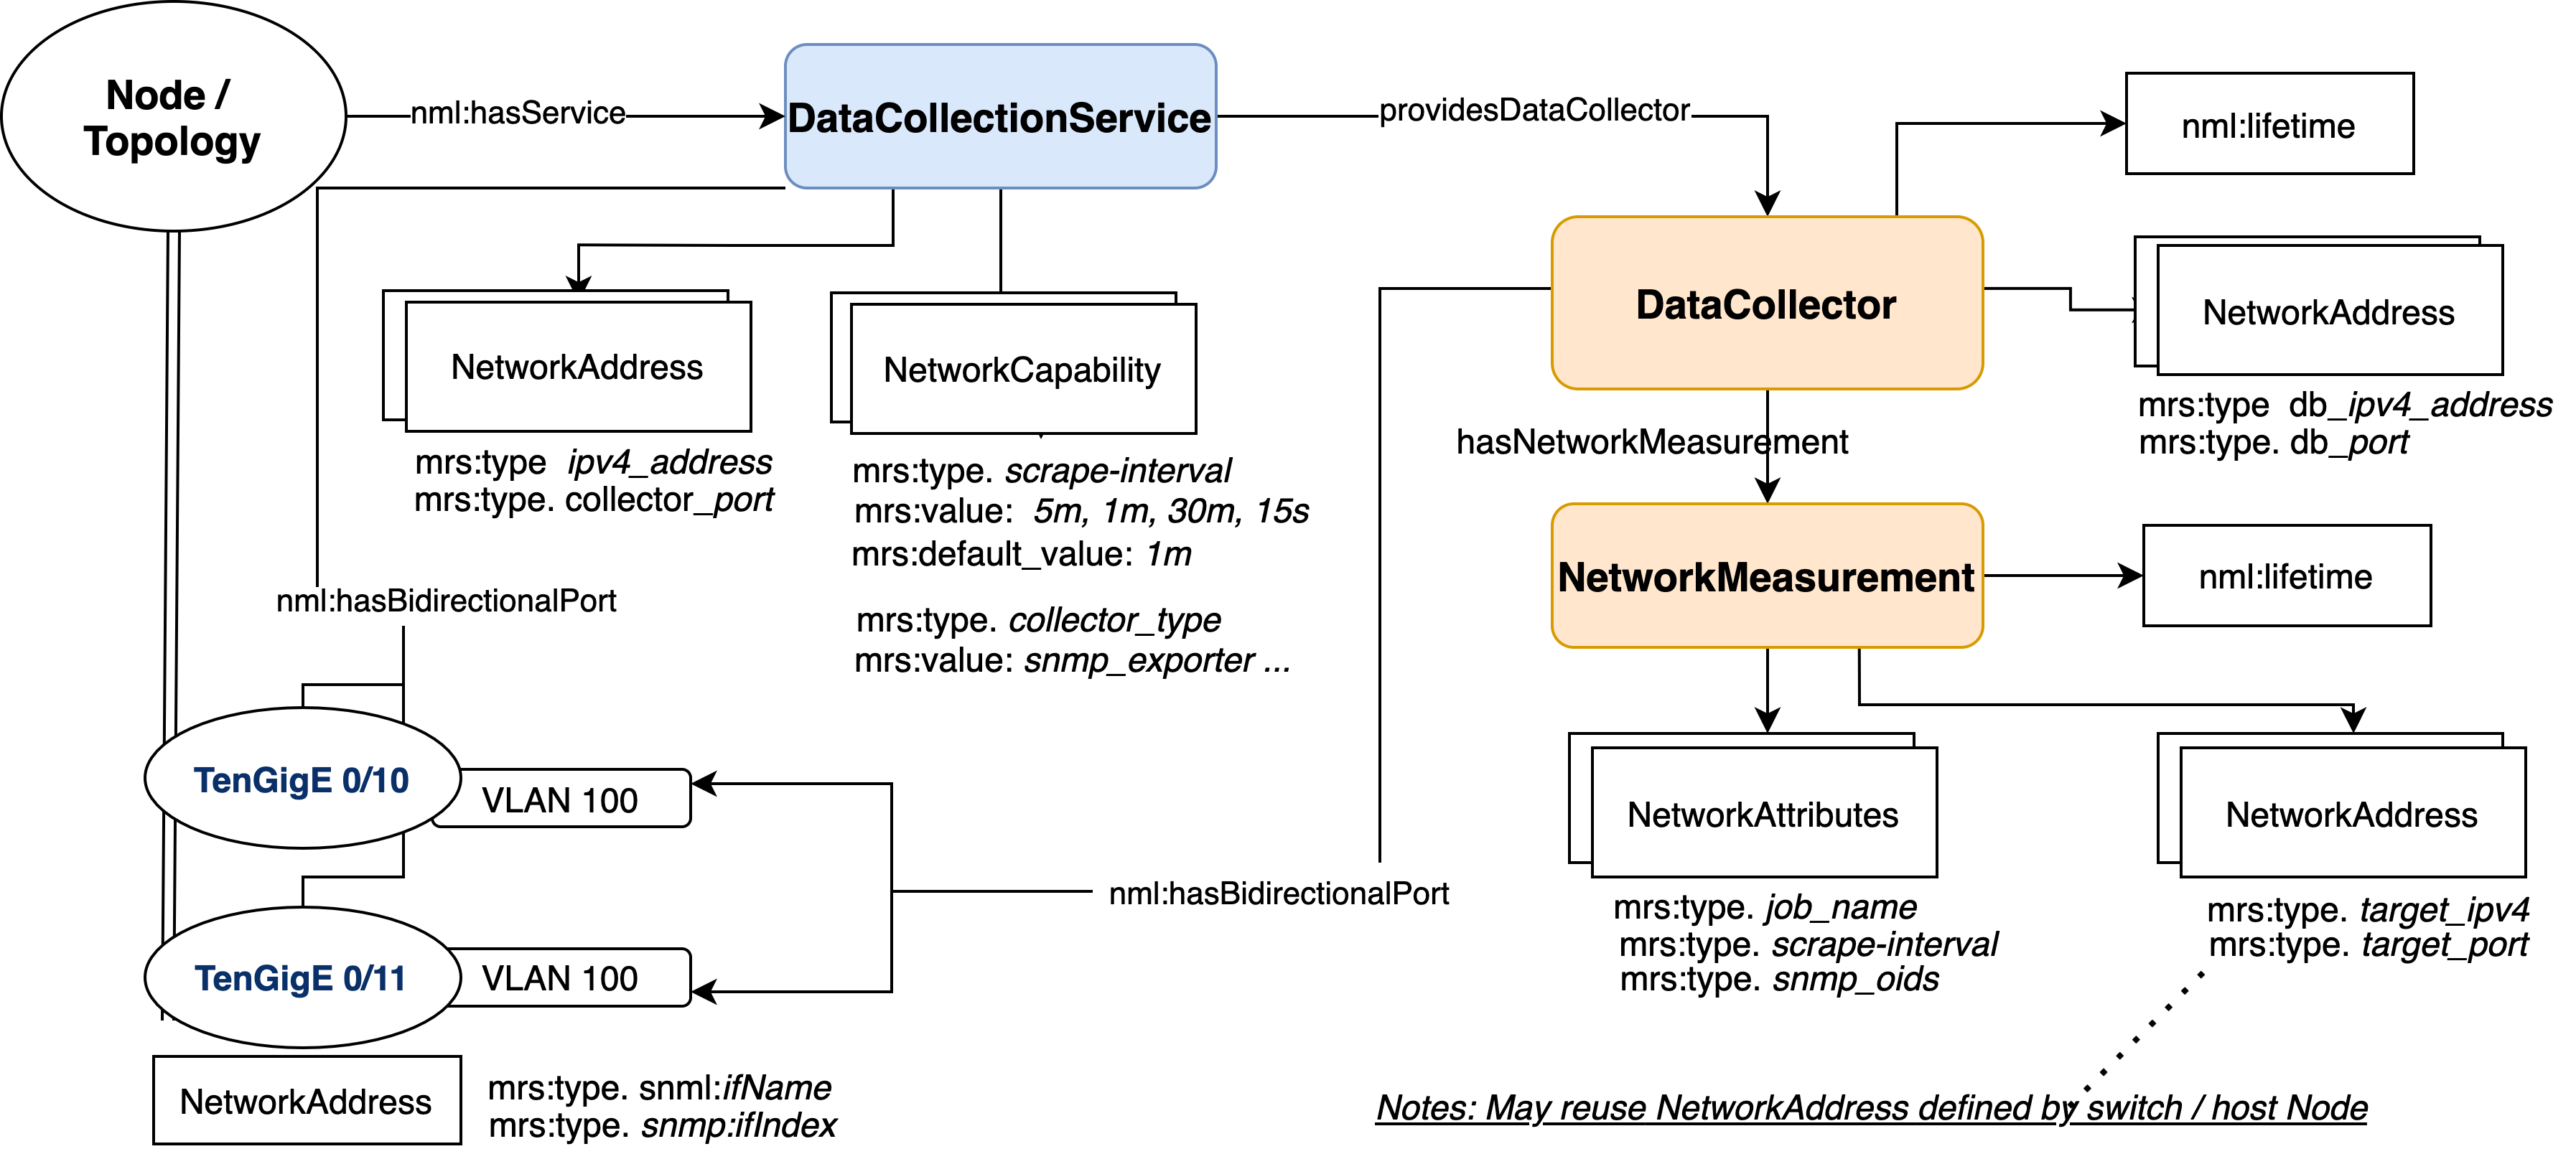 Node /
Topology
nml:hasService
DataCollectionService
providesDataCollector
nml:lifetime
DataCollector
NetworkAddress
mrs:type  db_ipv4_address
mrs:type. db_port
NetworkAddress
mrs:type  ipv4_address
mrs:type. collector_port
NetworkCapability
mrs:type. scrape-interval
mrs:value:  5m, 1m, 30m, 15s
mrs:default_value: 1m
mrs:type. collector_type
mrs:value: snmp_exporter ...
hasNetworkMeasurement
NetworkMeasurement
nml:lifetime
nml:hasBidirectionalPort
TenGigE 0/10
VLAN 100
TenGigE 0/11
VLAN 100
nml:hasBidirectionalPort
NetworkAttributes
mrs:type. job_name
mrs:type. scrape-interval
mrs:type. snmp_oids
NetworkAddress
mrs:type. target_ipv4
mrs:type. target_port
NetworkAddress
mrs:type. snml:ifName
mrs:type. snmp:ifIndex
Notes: May reuse NetworkAddress defined by switch / host Node